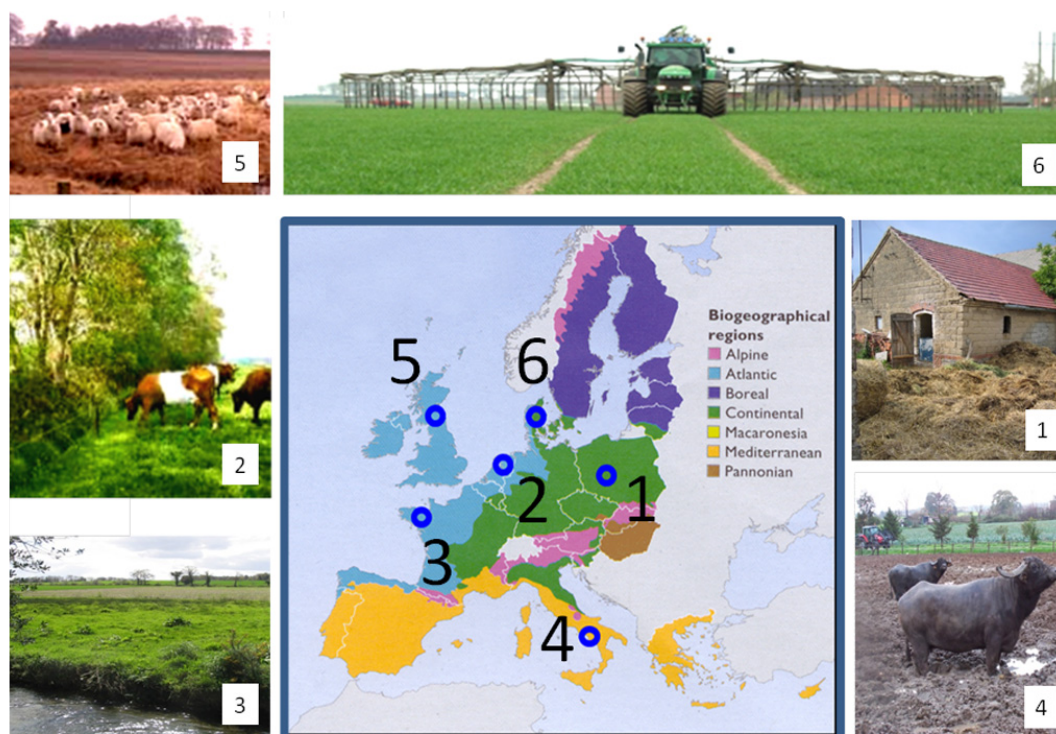 5
6
2
1
3
4
5
6
2
1
3
4
Biogeographical
regions
Alpine
Atlantic
Boreal
Continental
Macaronesia
Mediterranean
Pannonian